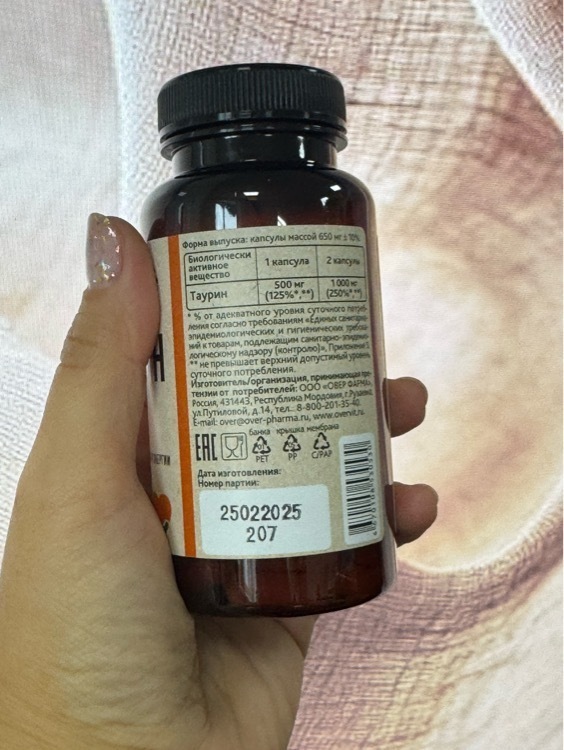 Форма выпуска: капсулы массой 650 мг ± 10%
Биологически активное вещество
1 капсула
2 капсулы
Таурин
500 мг (125%*,**)
1 000 мг (250%*,**)
* % от адекватного уровня суточного потреб-
ления согласно требованиям «Единых санитарно-
эпидемиологических и гигиенических требова-
ний к товарам, подлежащим санитарно-эпидемио-
логическому надзору (контролю)», Приложение
** не превышает верхний допустимый уровень
суточного потребления.
Изготовитель/организация, принимающая пре-
тензии от потребителей: ООО «ОВЕР ФАРМА»,
Россия, 431443, Республика Мордовия, г.Рузаевка,
ул.Путиловой, д.14, тел.: 8-800-201-35-40.
E-mail: over@over-pharma.ru, www.overvit.ru.
банка крышка мембрана
EAC
PET PP C/PAP
Дата изготовления:
Номер партии:
25022025
207